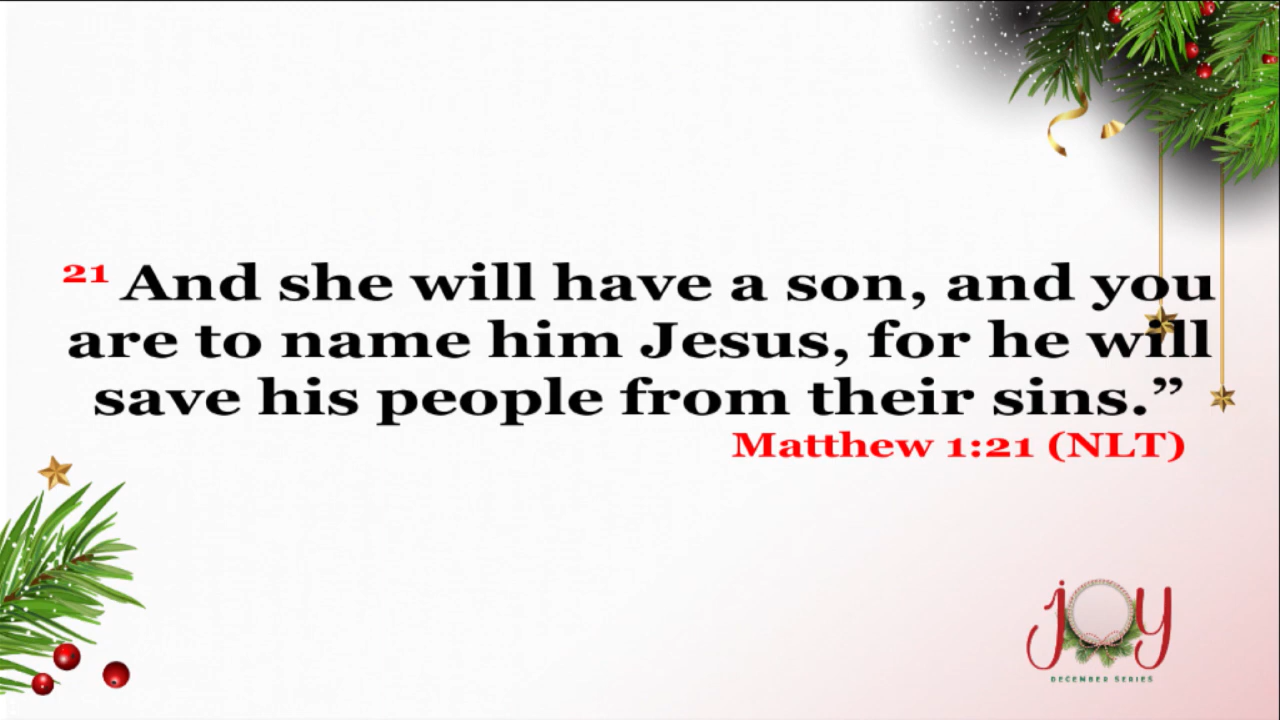 21 And she will have a son, and you
are to name him Jesus, for he will
save his people from their sins.”
Matthew 1:21 (NLT)
joy
DECEMBER SERIES